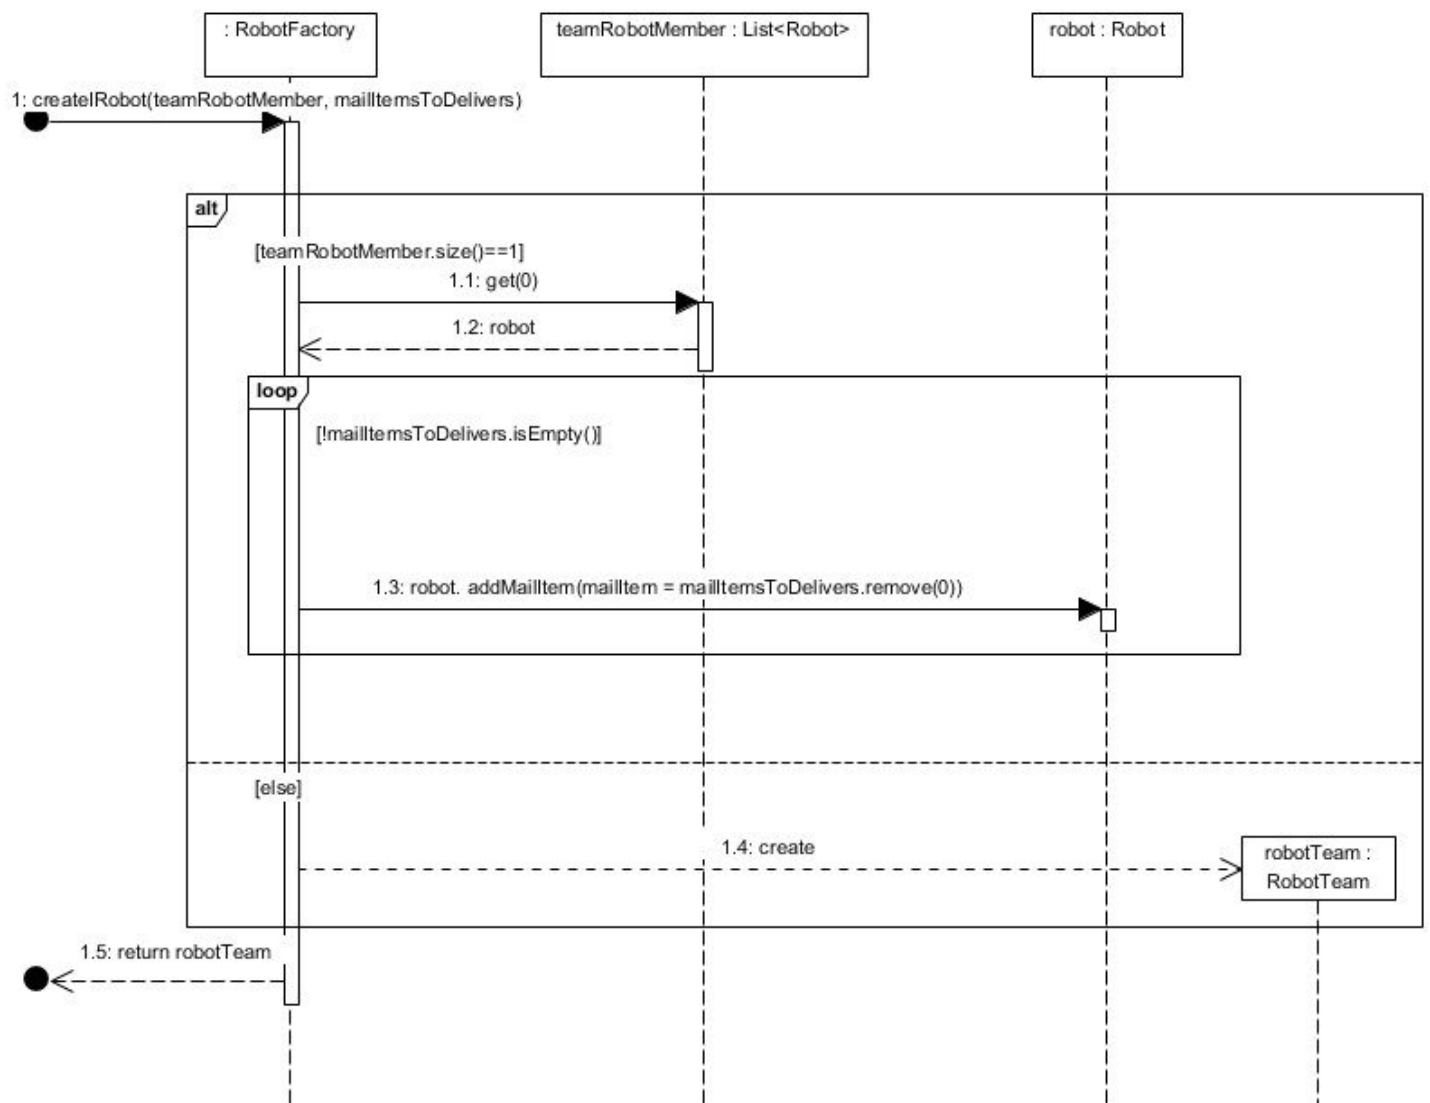 : RobotFactory
teamRobotMember : List<Robot>
robot : Robot
1: createIRobot(teamRobotMember, mailItemsToDelivers)
alt
[teamRobotMember.size()==1]
1.1: get(0)
1.2: robot
loop
[!mailItemsToDelivers.isEmpty()]
1.3: robot. addMailItem(mailItem = mailItemsToDelivers.remove(0))
[else]
1.4: create
robotTeam :
RobotTeam
1.5: return robotTeam